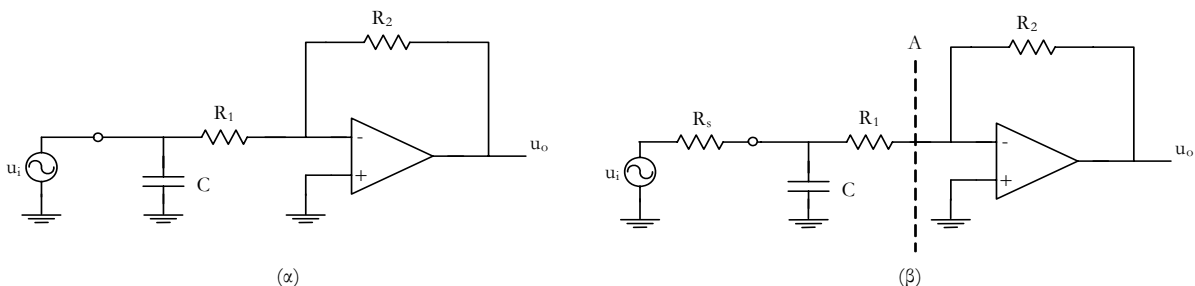 R₂
R₁
uᵢ
C
-
+
uₒ
(α)
A
R₂
Rₛ
R₁
uᵢ
C
-
+
uₒ
(β)